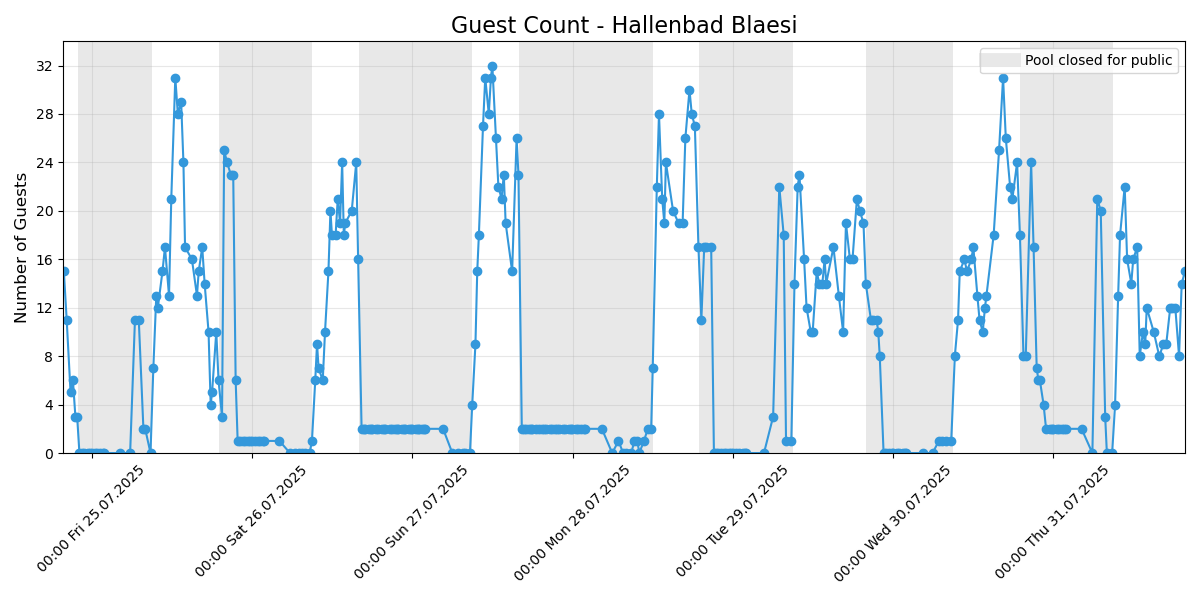 Guest Count - Hallenbad Blaesi
Pool closed for public
Number of Guests
32
28
24
20
16
12
8
4
0
00:00 Fri 25.07.2025
00:00 Sat 26.07.2025
00:00 Sun 27.07.2025
00:00 Mon 28.07.2025
00:00 Tue 29.07.2025
00:00 Wed 30.07.2025
00:00 Thu 31.07.2025